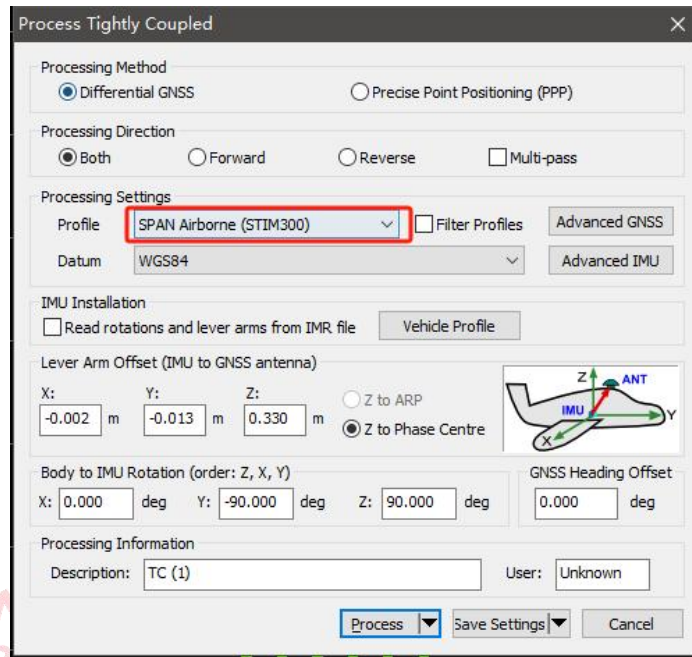 Process Tightly Coupled
Processing Method
Differential GNSS Precise Point Positioning (PPP)
Processing Direction
Both Forward Reverse Multi-pass
Processing Settings
Profile SPAN Airborne (STIM300) Filter Profiles Advanced GNSS
Datum WGS84 Advanced IMU
IMU Installation
Read rotations and lever arms from IMR file Vehicle Profile
Lever Arm Offset (IMU to GNSS antenna)
X: Y: Z: Z to ARP
-0.002 m -0.013 m 0.330 m Z to Phase Centre
Z ANT
IMU Y
X
Body to IMU Rotation (order: Z, X, Y) GNSS Heading Offset
X: 0.000 deg Y: -90.000 deg Z: 90.000 deg 0.000 deg
Processing Information
Description: TC (1) User: Unknown
Process Save Settings Cancel